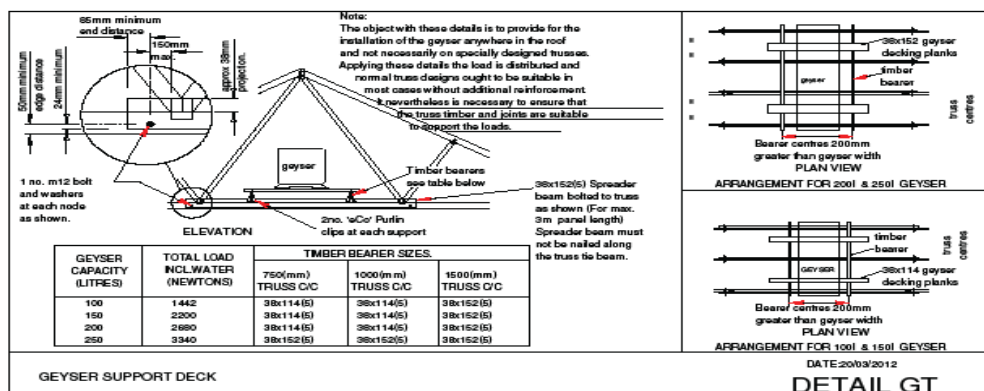 65mm minimum
end distance
150mm
max.
50mm minimum
edge distance
24mm minimum
approx 38mm
projection.
Note:
The object with these details is to provide for the
installation of the geyser anywhere in the roof
and not necessarily on specially designed trusses.
Applying these details the load is distributed and
normal truss designs ought to be suitable in
most cases without additional reinforcement.
It nevertheless is necessary to ensure that
the truss timber and joints are suitable
to support the loads.
geyser
Timber bearers
see table below
1 no. m12 bolt
and washers
at each node
as shown.
2no. 'eCo' Purlin
clips at each support
ELEVATION
38x152(5) Spreader
beam bolted to truss
as shown (For max.
3m panel length)
Spreader beam must
not be nailed along
the truss tie beam.
GEYSER CAPACITY (LITRES)
TOTAL LOAD INCL.WATER (NEWTONS)
TIMBER BEARER SIZES.
750(mm) TRUSS C/C
1000(mm) TRUSS C/C
1500(mm) TRUSS C/C
100 1442 38x114(5) 38x114(5) 38x152(5)
150 2200 38x114(5) 38x114(5) 38x152(5)
200 2680 38x114(5) 38x114(5) 38x152(5)
250 3340 38x152(5) 38x152(5) 38x152(5)
38x152 geyser
decking planks
geyser
timber
bearer
truss
centres
Bearer centres 200mm
greater than geyser width
PLAN VIEW
ARRANGEMENT FOR 200l & 250l GEYSER
timber
bearer
truss
centres
GEYSER
38x114 geyser
decking planks
Bearer centres 200mm
greater than geyser width
PLAN VIEW
ARRANGEMENT FOR 100l & 150l GEYSER
GEYSER SUPPORT DECK
DATE:20/03/2012
DETAIL GT